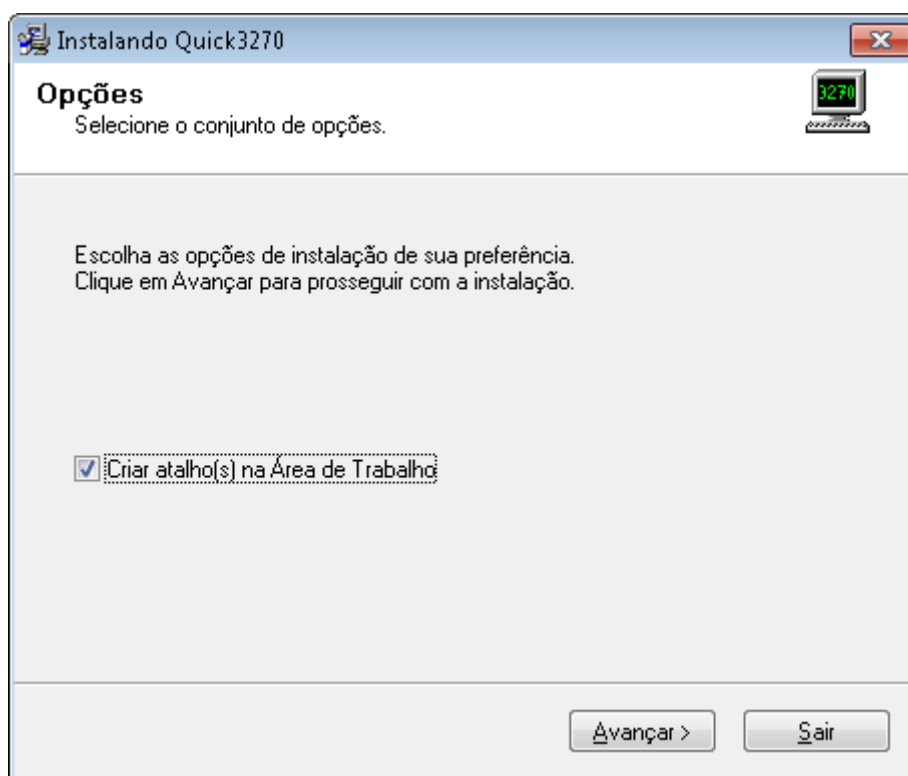 Instalando Quick3270
Opções
Selecione o conjunto de opções.
3270
Escolha as opções de instalação de sua preferência.
Clique em Avançar para prosseguir com a instalação.
Criar atalho(s) na Área de Trabalho
Avançar >
Sair